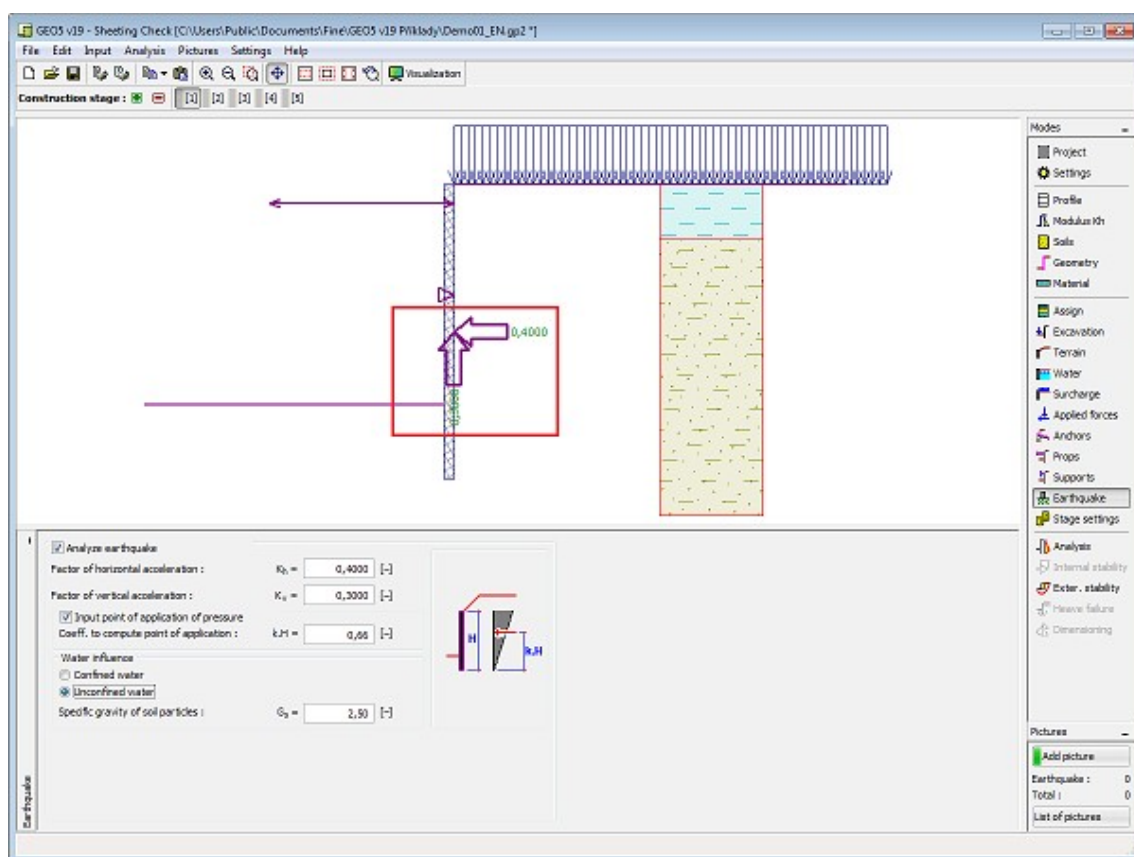 GEO5 v19 - Sheeting Check [C:\Users\Public\Documents\Fine\GEO5 v19 Příklady\Demo01_EN.gp2 *]
File Edit Input Analysis Pictures Settings Help
Visualization
Construction stage : [1] [2] [3] [4] [5]
0,4000
0,3000
Modes
Project
Settings
Profile
Modulus Kh
Soils
Geometry
Material
Assign
Excavation
Terrain
Water
Surcharge
Applied forces
Anchors
Props
Supports
Earthquake
Stage settings
Analysis
Internal stability
Exter. stability
Heave failure
Dimensioning
Analyze earthquake
Factor of horizontal acceleration : Kh = 0,4000 [-]
Factor of vertical acceleration : Kv = 0,3000 [-]
Input point of application of pressure
Coeff. to compute point of application : k.H = 0,66 [-]
Water influence
Confined water
Unconfined water
Specific gravity of soil particles : Gs = 2,50 [-]
H
k.H
Earthquake
Pictures
Add picture
Earthquake : 0
Total : 0
List of pictures